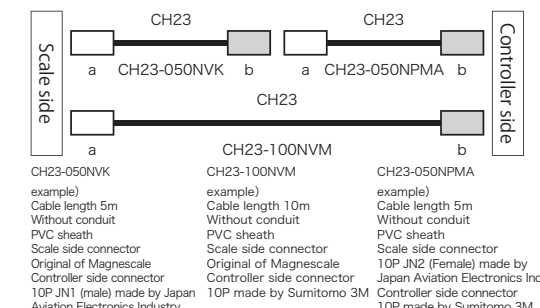 CH23
CH23
Scale side
Controller side
a
CH23-050NVK
b
a
CH23-050NPMA
b
CH23
a
CH23-100NVM
b
CH23-050NVK
example)
Cable length 5m
Without conduit
PVC sheath
Scale side connector
Original of Magnescale
Controller side connector
10P JN1 (male) made by Japan
Aviation Electronics Industry
CH23-100NVM
example)
Cable length 10m
Without conduit
PVC sheath
Scale side connector
Original of Magnescale
Controller side connector
10P made by Sumitomo 3M
CH23-050NPMA
example)
Cable length 5m
Without conduit
PVC sheath
Scale side connector
10P JN2 (Female) made by
Japan Aviation Electronics Inc
Controller side connector
10P made by Sumitomo 3M